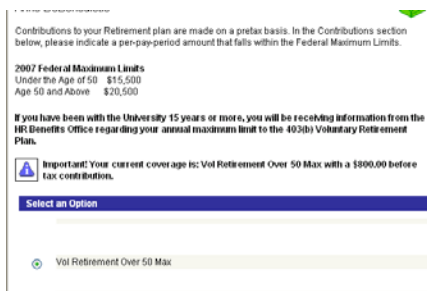 Contributions to your Retirement plan are made on a pretax basis. In the Contributions section
below, please indicate a per-pay-period amount that falls within the Federal Maximum Limits.
2007 Federal Maximum Limits
Under the Age of 50 $15,500
Age 50 and Above $20,500
If you have been with the University 15 years or more, you will be receiving information from the
HR Benefits Office regarding your annual maximum limit to the 403(b) Voluntary Retirement
Plan.
Important! Your current coverage is: Vol Retirement Over 50 Max with a $800.00 before
tax contribution.
Select an Option
Vol Retirement Over 50 Max